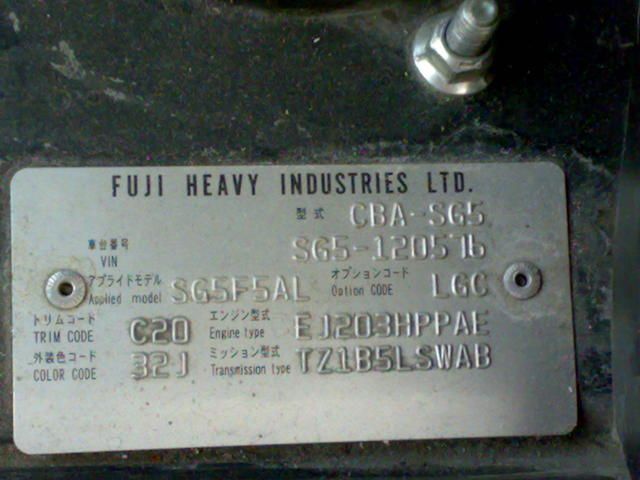 FUJI HEAVY INDUSTRIES LTD.
型式 CBA-SG5
車台番号 VIN SG5-120576
アプライドモデル Applied model SG5F5AL オプションコード Option CODE LGC
トリムコード TRIM CODE C20 エンジン型式 Engine type EJ203HPPAE
外装色コード COLOR CODE 32J ミッション型式 Transmission type TZ1B5LSWAB